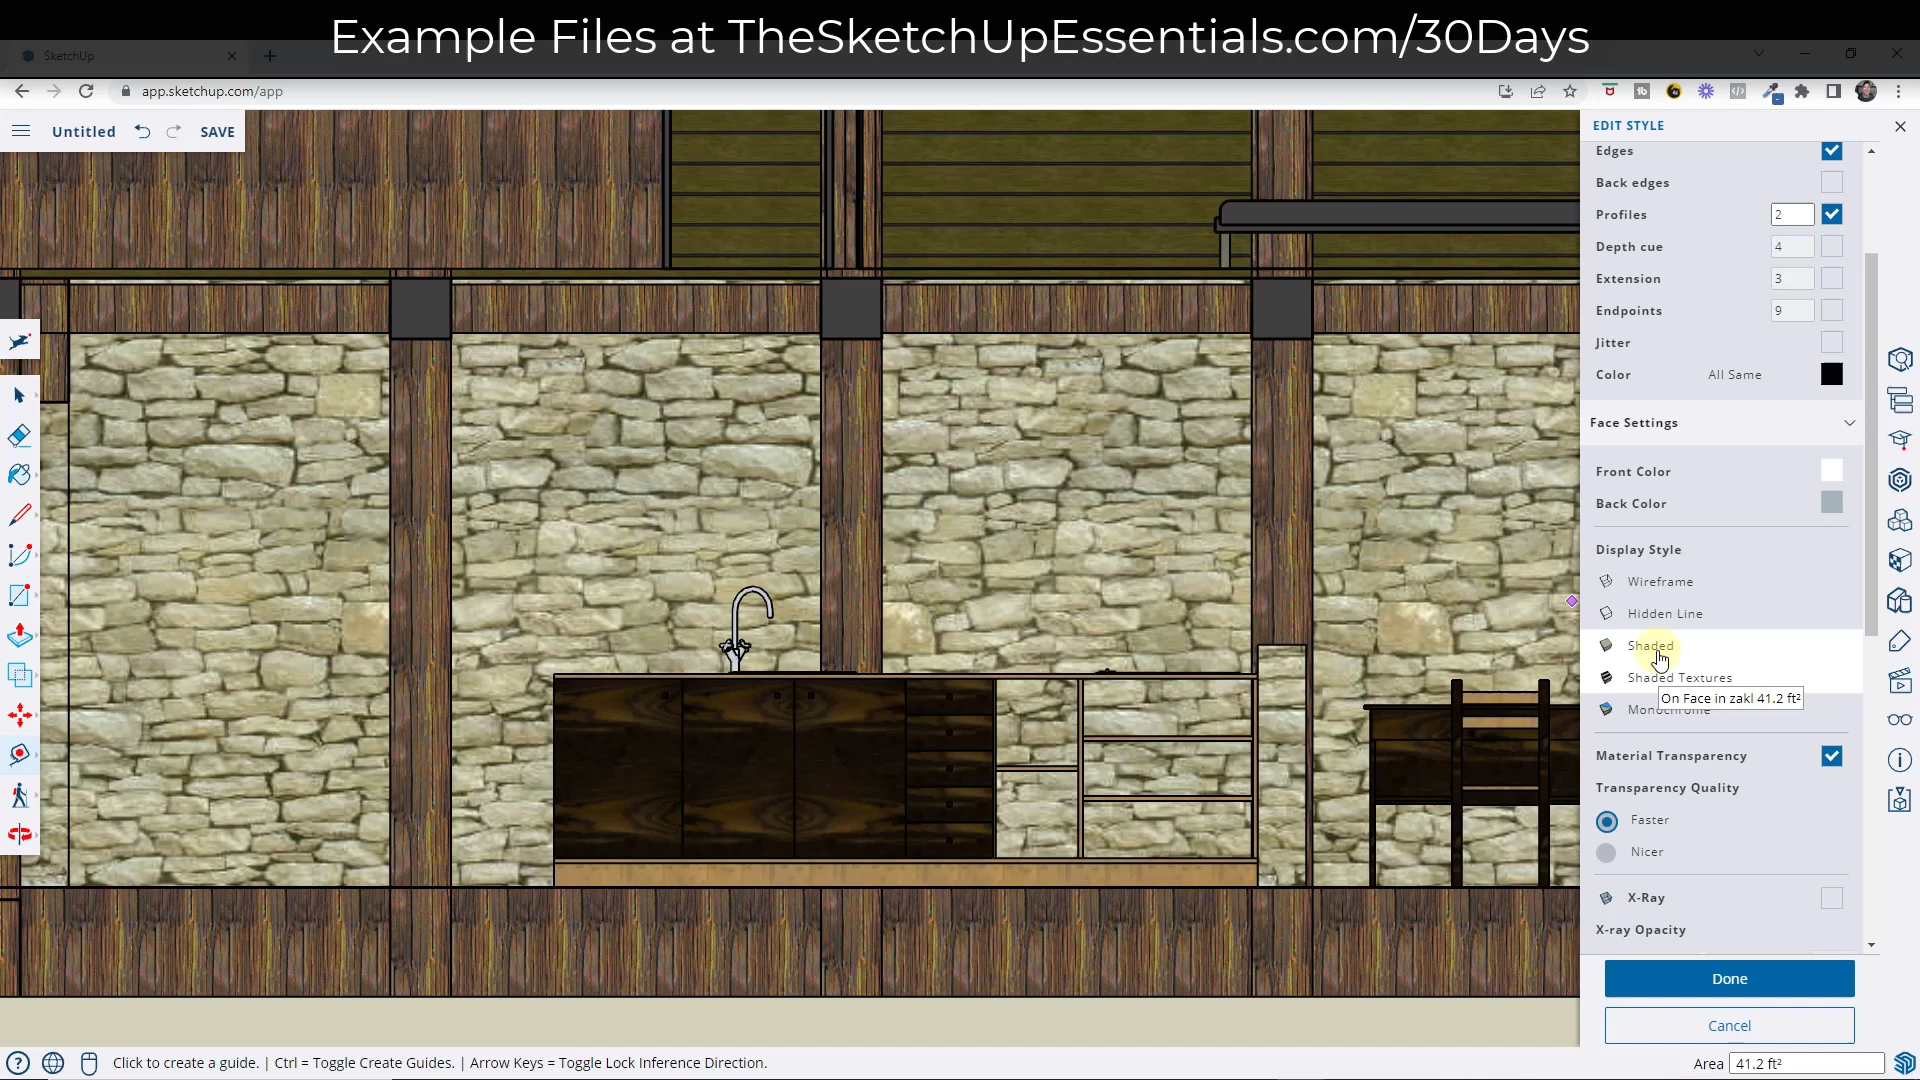 Example Files at TheSketchUpEssentials.com/30Days
SketchUp
app.sketchup.com/app
Untitled SAVE
EDIT STYLE
Edges
Back edges
Profiles 2
Depth cue 4
Extension 3
Endpoints 9
Jitter
Color All Same
Face Settings
Front Color
Back Color
Display Style
Wireframe
Hidden Line
Shaded
Shaded Textures
On Face in zakl 41.2 ft²
Monochrome
Material Transparency
Transparency Quality
Faster
Nicer
X-Ray
X-ray Opacity
Done
Cancel
Click to create a guide. | Ctrl = Toggle Create Guides. | Arrow Keys = Toggle Lock Inference Direction.
Area 41.2 ft²